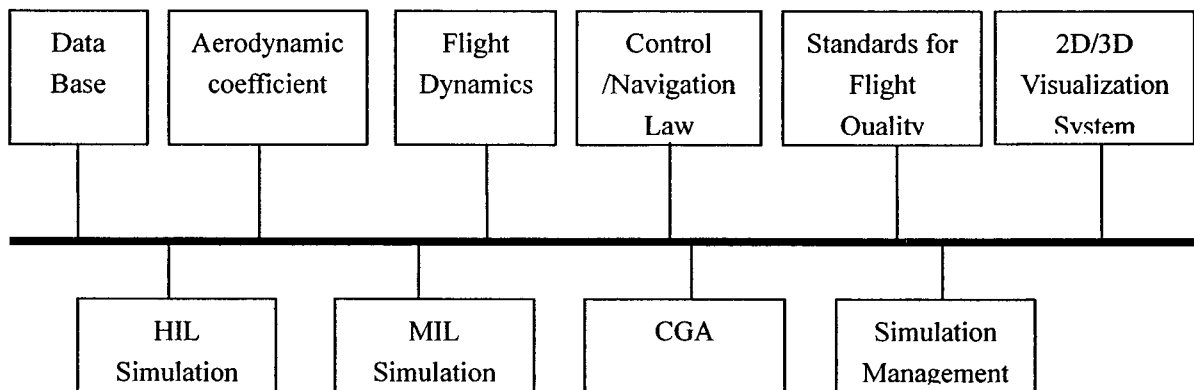 Data
Base
Aerodynamic
coefficient
Flight
Dynamics
Control
/Navigation
Law
Standards for
Flight
Quality
2D/3D
Visualization
System
HIL
Simulation
MIL
Simulation
CGA
Simulation
Management